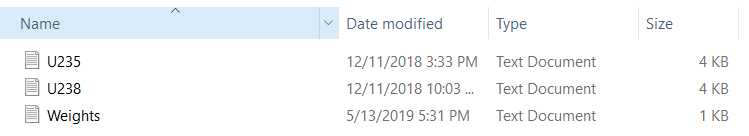 Name Date modified Type Size
U235 12/11/2018 3:33 PM Text Document 4 KB
U238 12/11/2018 10:03 ... Text Document 4 KB
Weights 5/13/2019 5:31 PM Text Document 1 KB